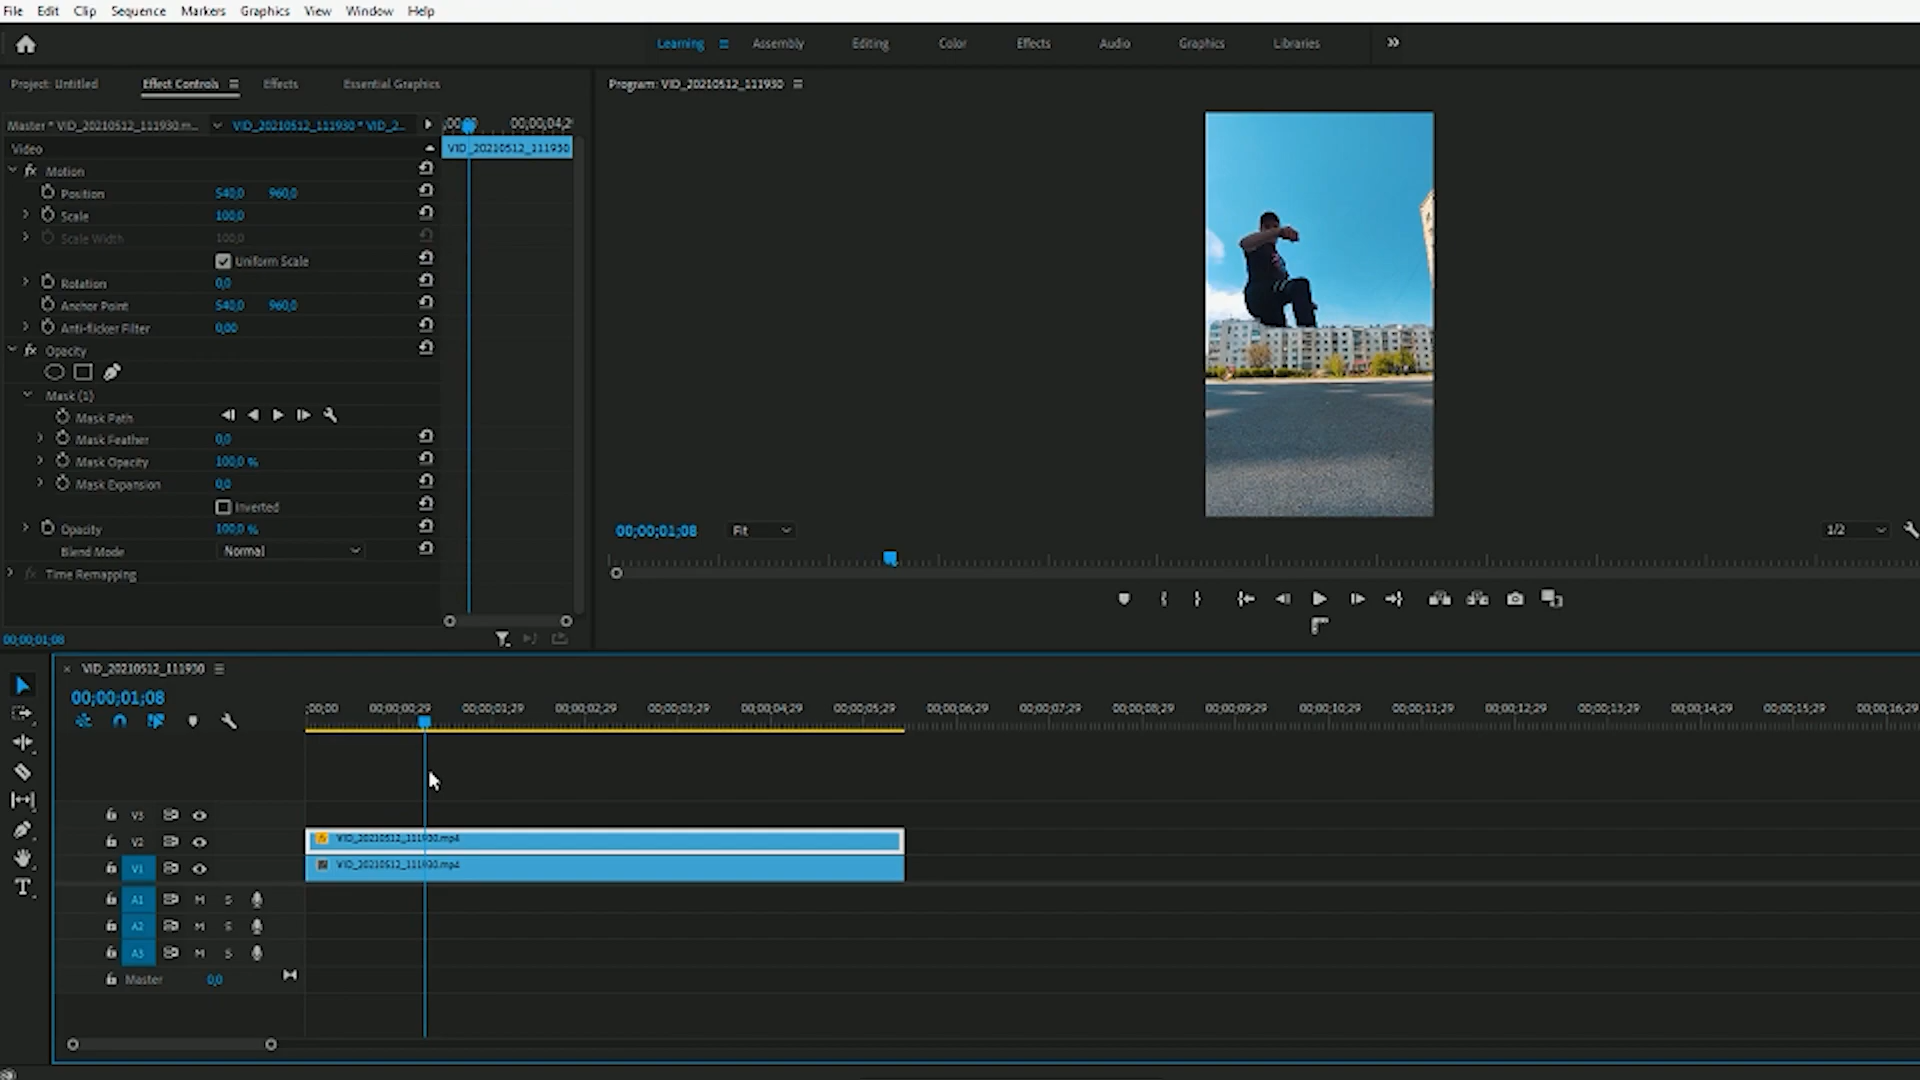 File Edit Clip Sequence Markers Graphics View Window Help
Learning Assembly Editing Color Effects Audio Graphics Libraries
Project: Untitled Effect Controls Effects Essential Graphics
Program: VID_20210512_111930
Master * VID_20210512_111930.m... VID_20210512_111930 * VID_2... ;00;00 00;00;04;2
Video VID_20210512_111930
fx Motion
Position 540,0 960,0
Scale 100,0
Scale Width 100,0
Uniform Scale
Rotation 0,0
Anchor Point 540,0 960,0
Anti-flicker Filter 0,00
fx Opacity
Mask (1)
Mask Path
Mask Feather 0,0
Mask Opacity 100,0 %
Mask Expansion 0,0
Inverted
Opacity 100,0 %
Blend Mode Normal
fx Time Remapping
00;00;01;08
00;00;01;08 Fit 1/2
VID_20210512_111930
00;00;01;08
;00;00 00;00;00;29 00;00;01;29 00;00;02;29 00;00;03;29 00;00;04;29 00;00;05;29 00;00;06;29 00;00;07;29 00;00;08;29 00;00;09;29 00;00;10;29 00;00;11;29 00;00;12;29 00;00;13;29 00;00;14;29 00;00;15;29 00;00;16;29
V3
V2 fx VID_20210512_111930.mp4
V1 fx VID_20210512_111930.mp4
A1 M S
A2 M S
A3 M S
Master 0,0